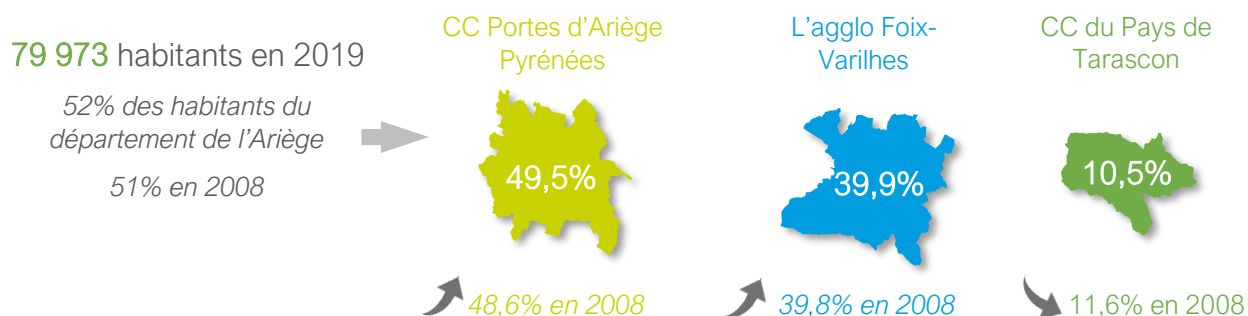 79 973 habitants en 2019
52% des habitants du
département de l'Ariège
51% en 2008
CC Portes d'Ariège
Pyrénées
49,5%
48,6% en 2008
L'agglo Foix-
Varilhes
39,9%
39,8% en 2008
CC du Pays de
Tarascon
10,5%
11,6% en 2008